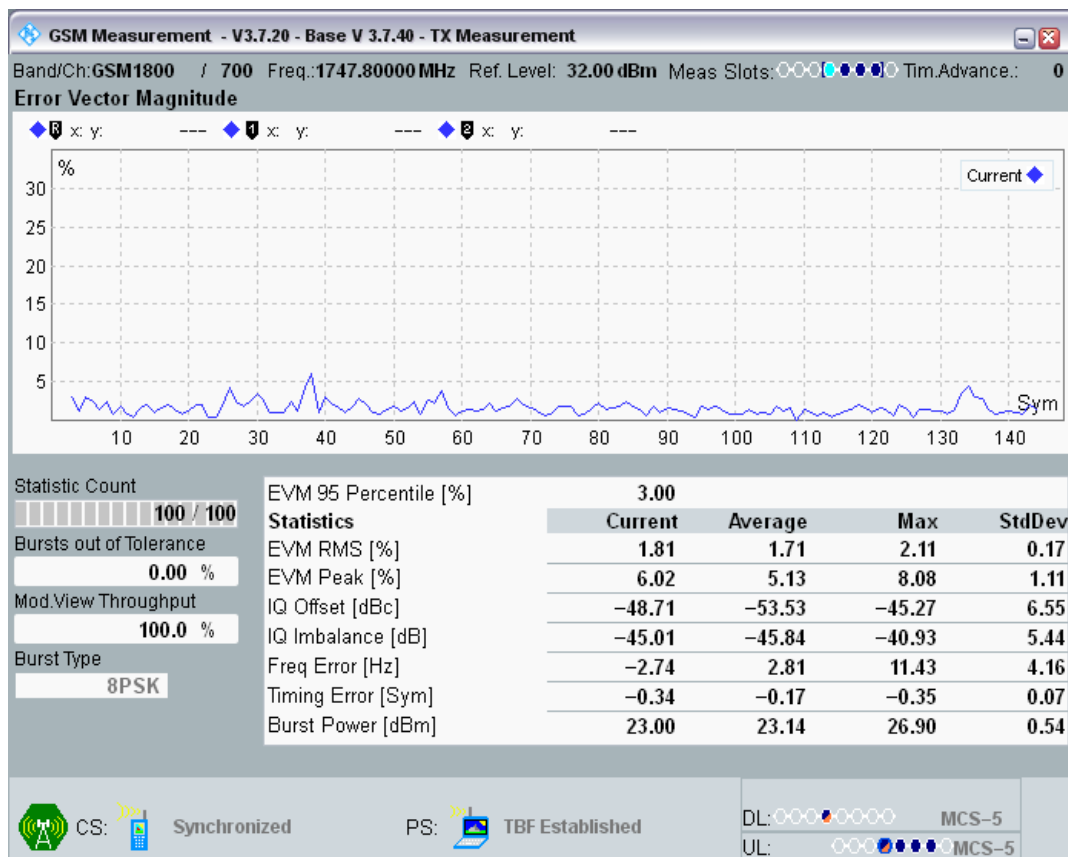 GSM Measurement - V3.7.20 - Base V 3.7.40 - TX Measurement
Band/Ch:GSM1800 / 700 Freq.:1747.80000 MHz Ref. Level: 32.00 dBm Meas Slots: Tim.Advance.: 0
Error Vector Magnitude
R x: y: --- 1 x: y: --- 2 x: y: ---
%
Current
30
25
20
15
10
5
Sym
10 20 30 40 50 60 70 80 90 100 110 120 130 140
Statistic Count
100 / 100
Bursts out of Tolerance
0.00 %
Mod.View Throughput
100.0 %
Burst Type
8PSK
EVM 95 Percentile [%] 3.00
Statistics Current Average Max StdDev
EVM RMS [%] 1.81 1.71 2.11 0.17
EVM Peak [%] 6.02 5.13 8.08 1.11
IQ Offset [dBc] −48.71 −53.53 −45.27 6.55
IQ Imbalance [dB] −45.01 −45.84 −40.93 5.44
Freq Error [Hz] −2.74 2.81 11.43 4.16
Timing Error [Sym] −0.34 −0.17 −0.35 0.07
Burst Power [dBm] 23.00 23.14 26.90 0.54
CS: Synchronized PS: TBF Established
DL: MCS−5
UL: MCS−5